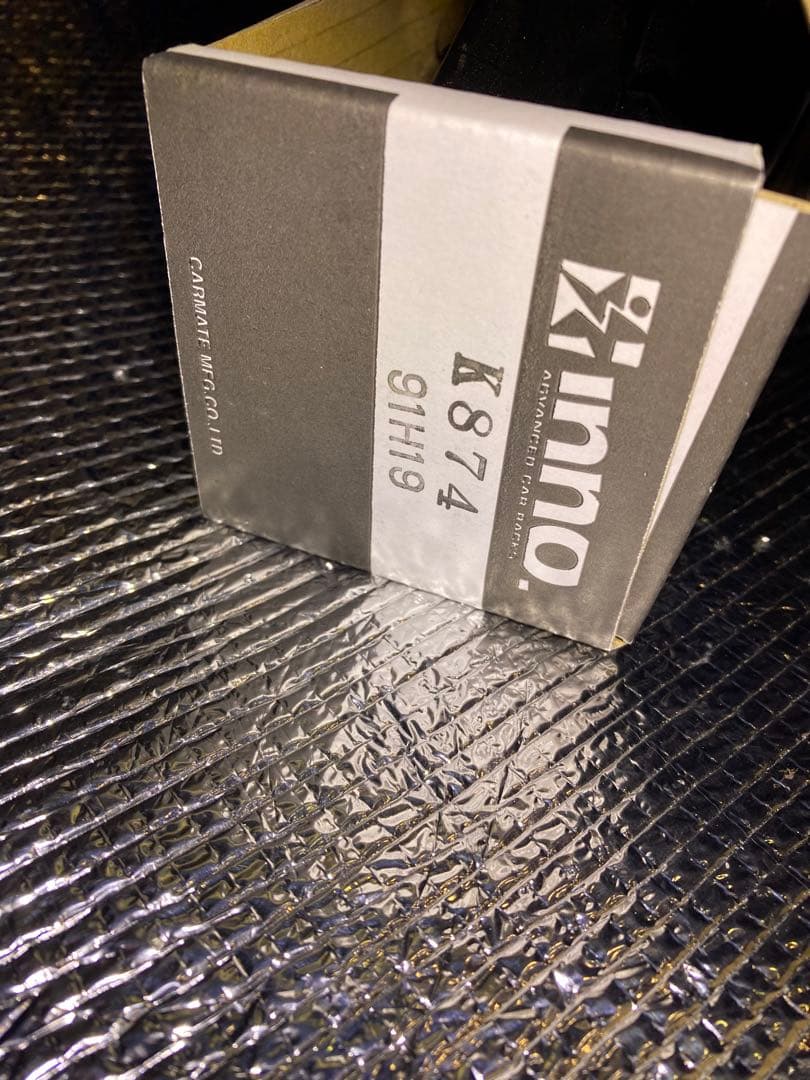 inno.
ADVANCED CAR RACKS
K874
91H19
CARMATE MFG.CO.,LTD